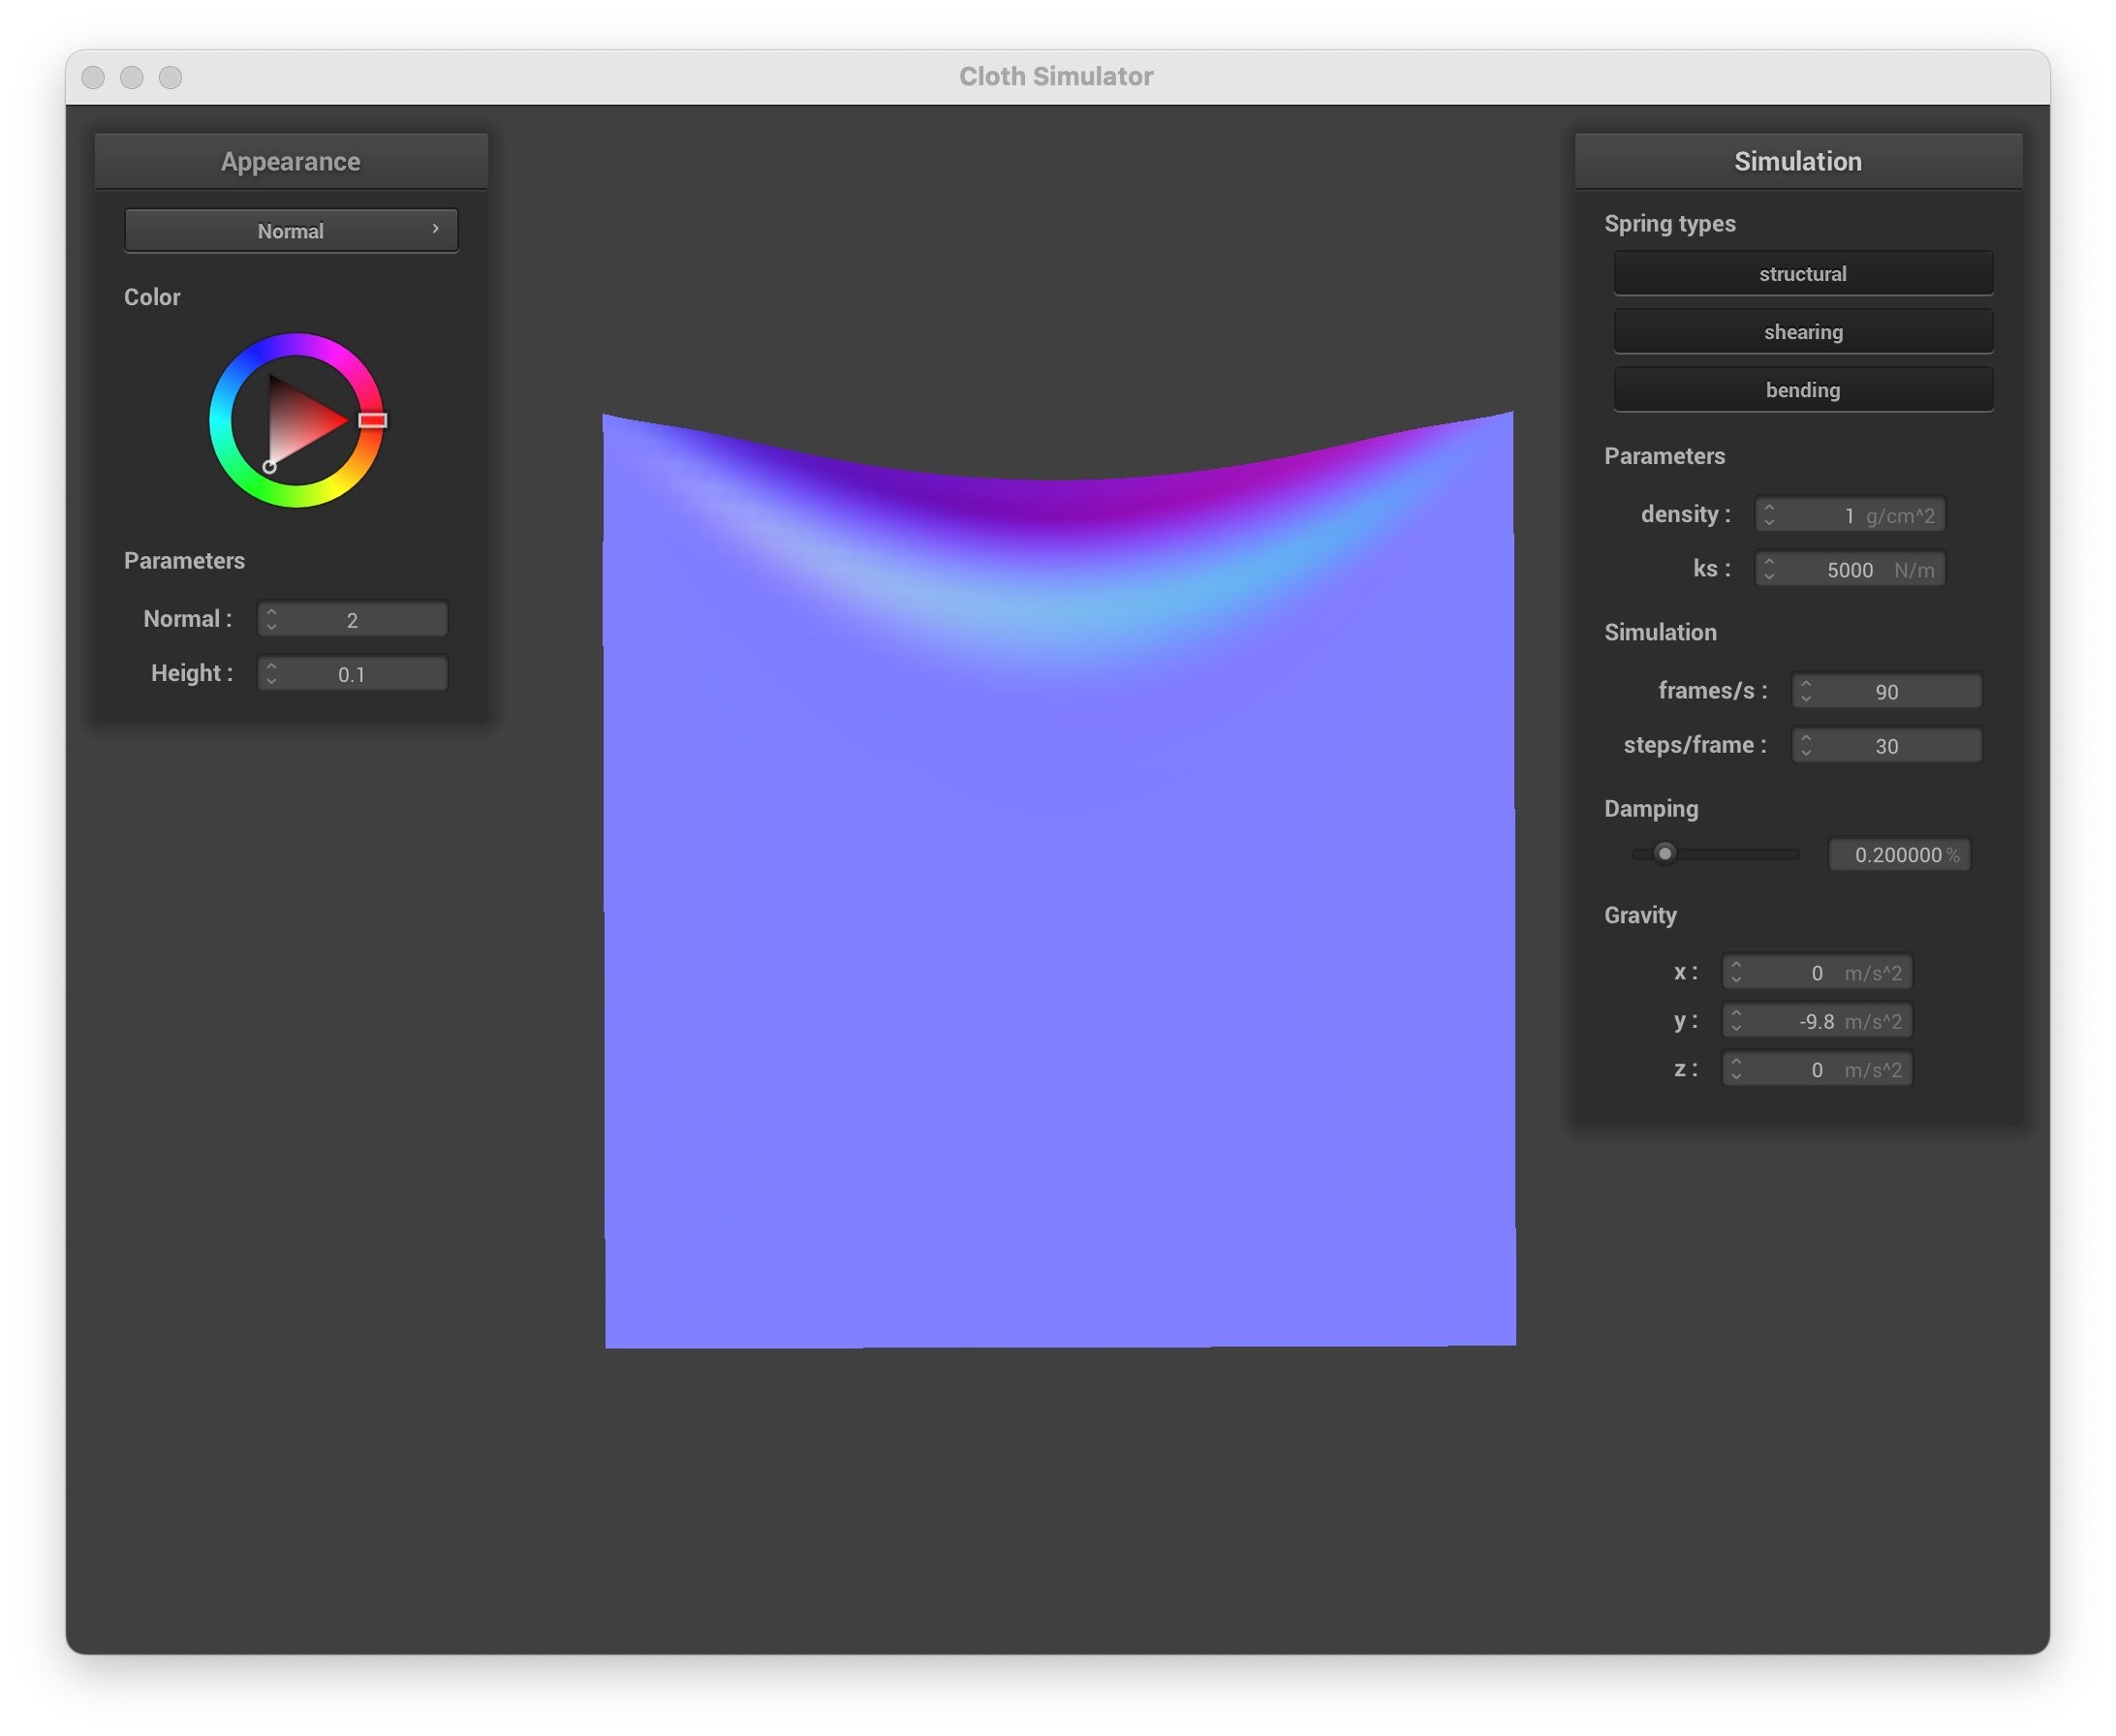 Cloth Simulator
Appearance
Normal
Color
Parameters
Normal : 2
Height : 0.1
Simulation
Spring types
structural
shearing
bending
Parameters
density : 1 g/cm^2
ks : 5000 N/m
Simulation
frames/s : 90
steps/frame : 30
Damping
0.200000 %
Gravity
x : 0 m/s^2
y : -9.8 m/s^2
z : 0 m/s^2